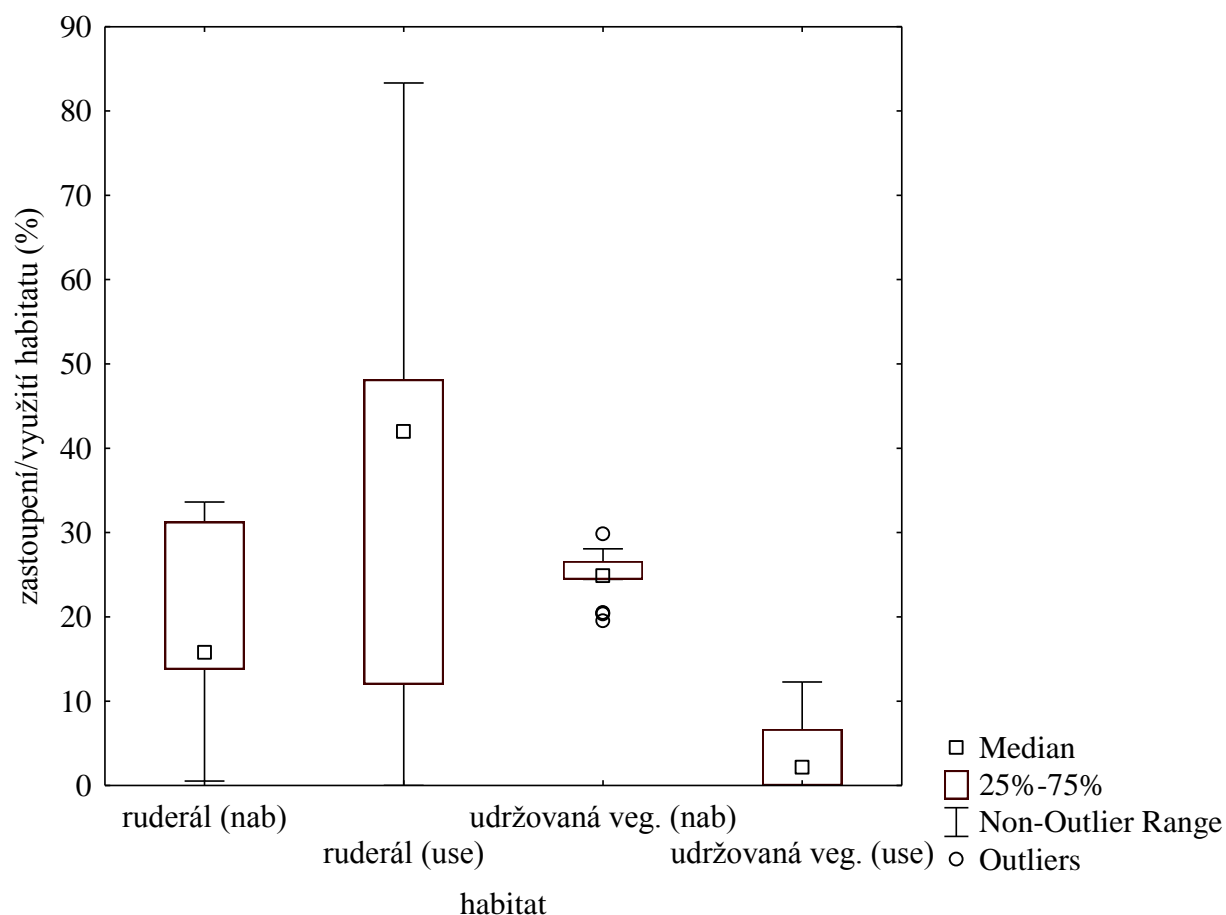 90
80
70
60
50
40
30
20
10
0
zastoupení/využití habitatu (%)
ruderál (nab)
ruderál (use)
udržovaná veg. (nab)
udržovaná veg. (use)
habitat
Median
25%-75%
Non-Outlier Range
Outliers